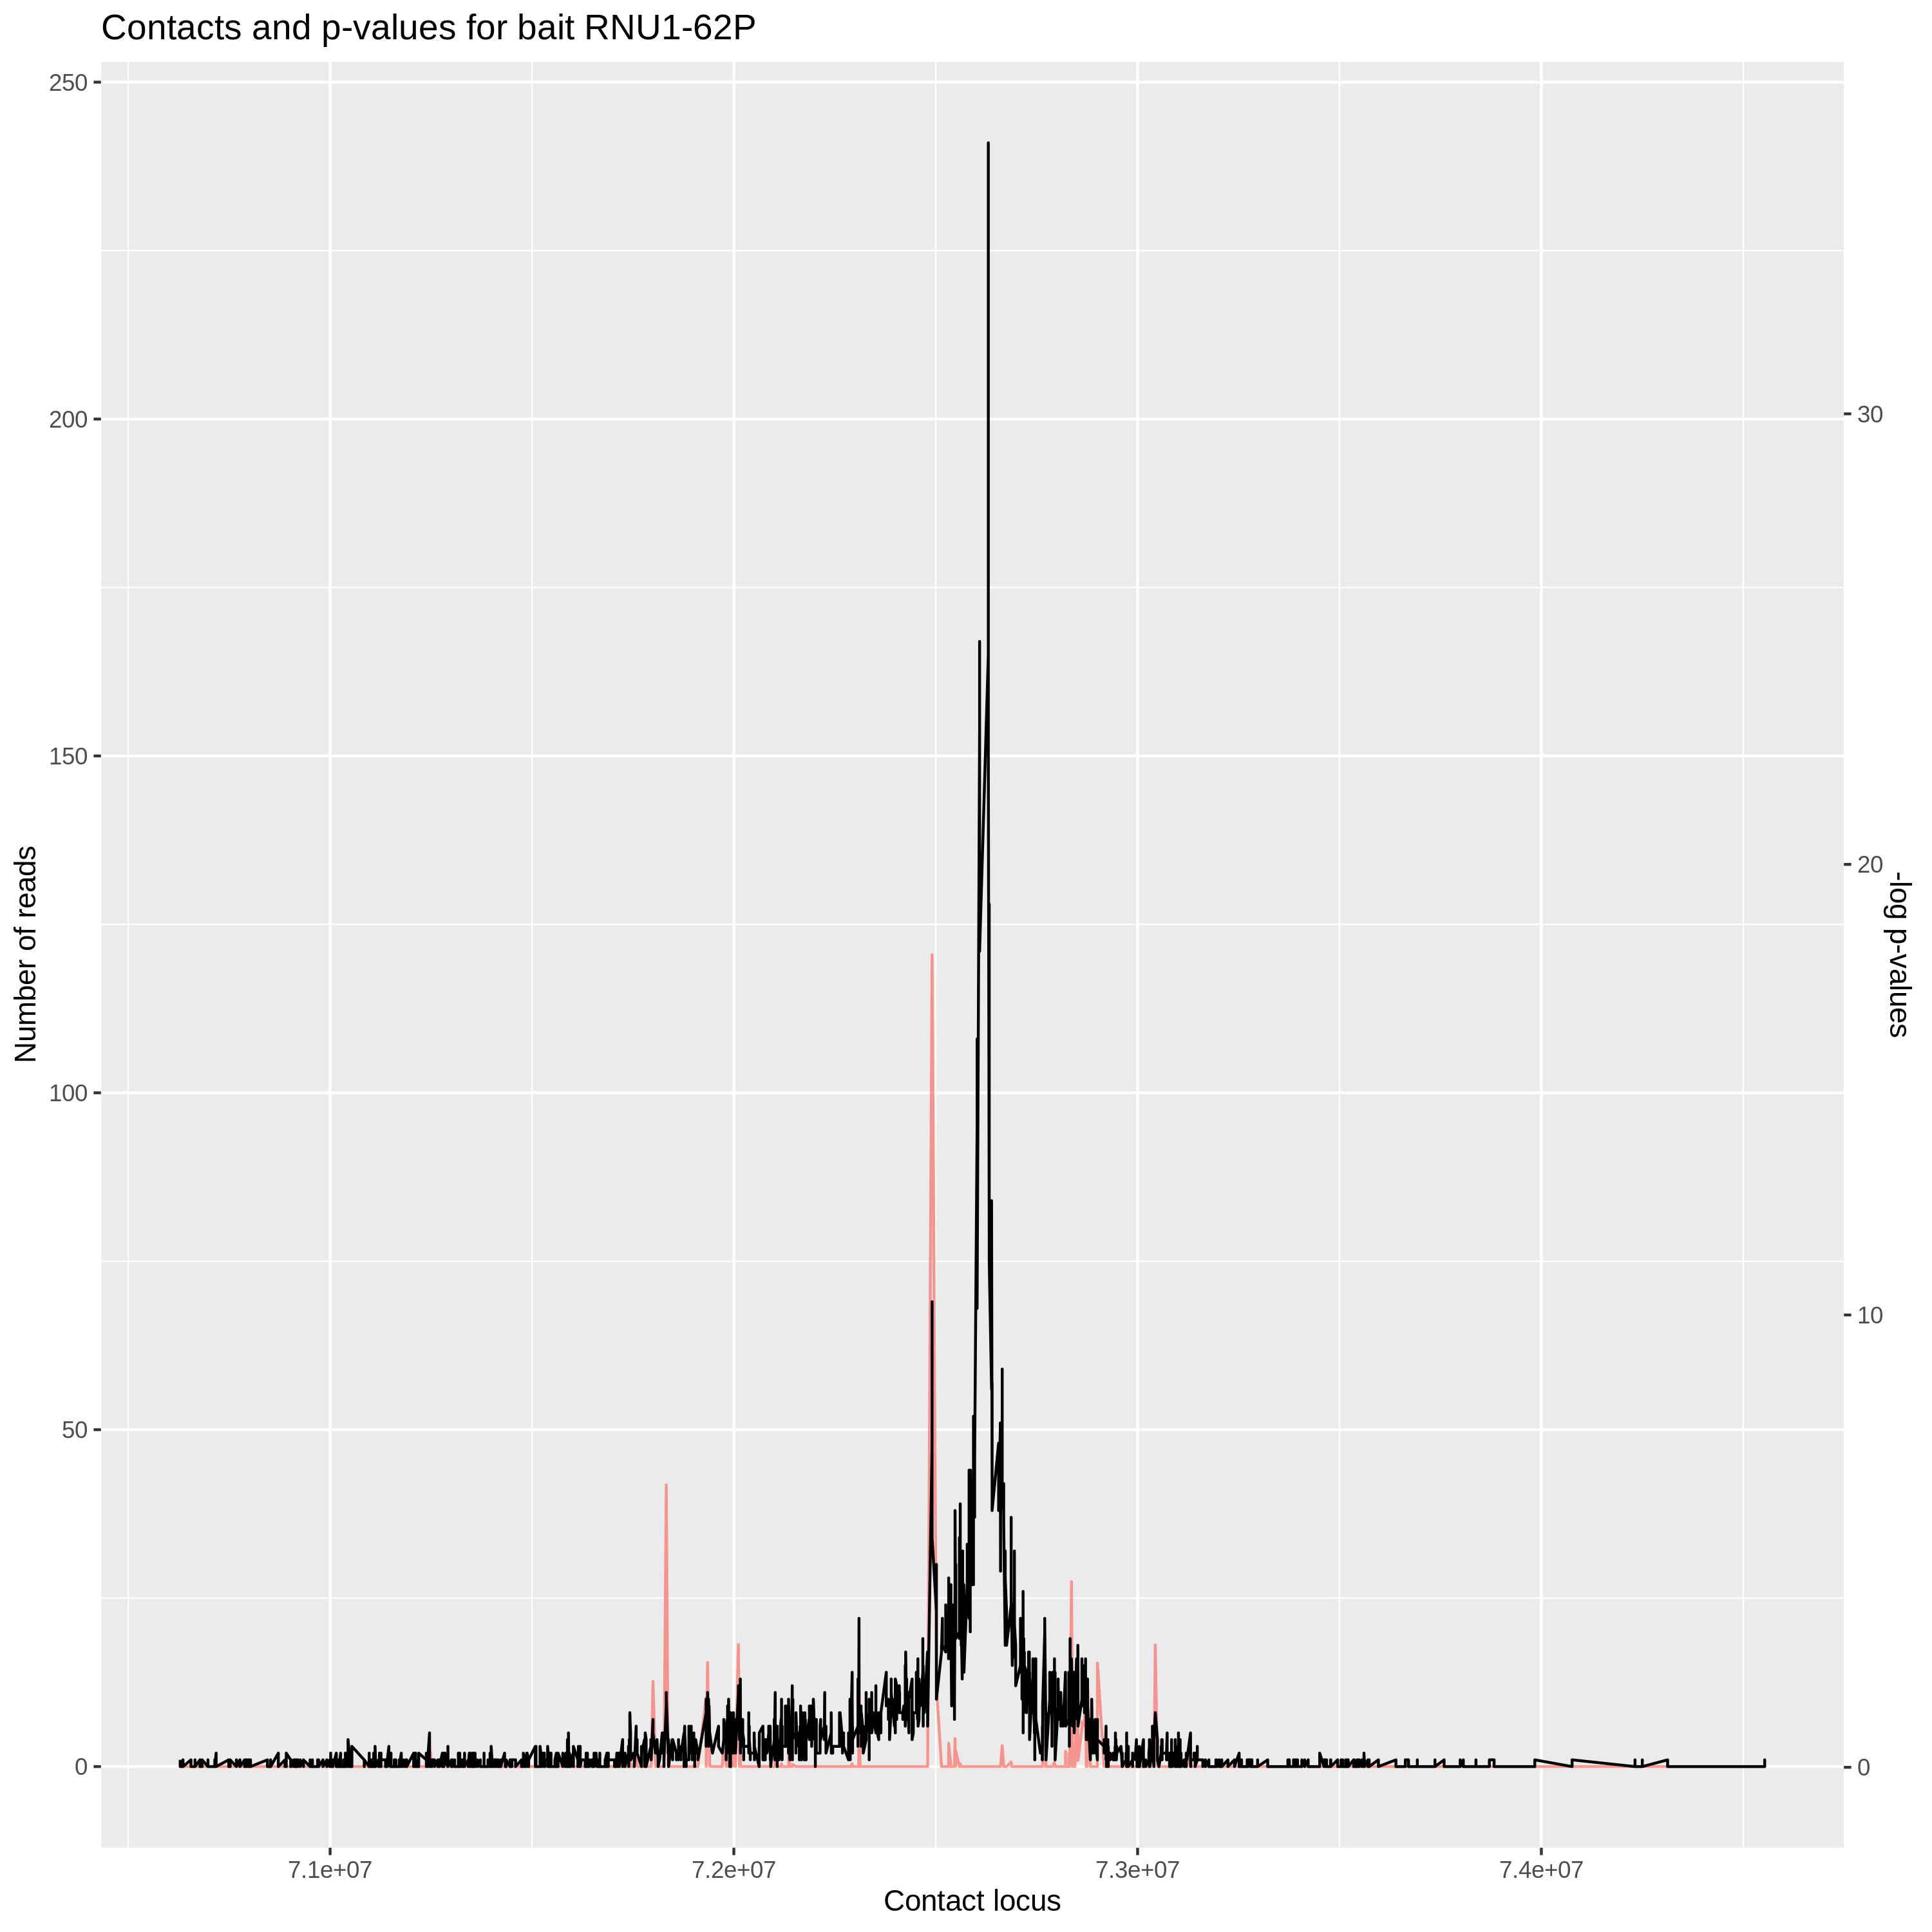 Contacts and p-values for bait RNU1-62P
250
200
150
100
50
0
Number of reads
30
20
10
0
-log p-values
7.1e+07 7.2e+07 7.3e+07 7.4e+07
Contact locus